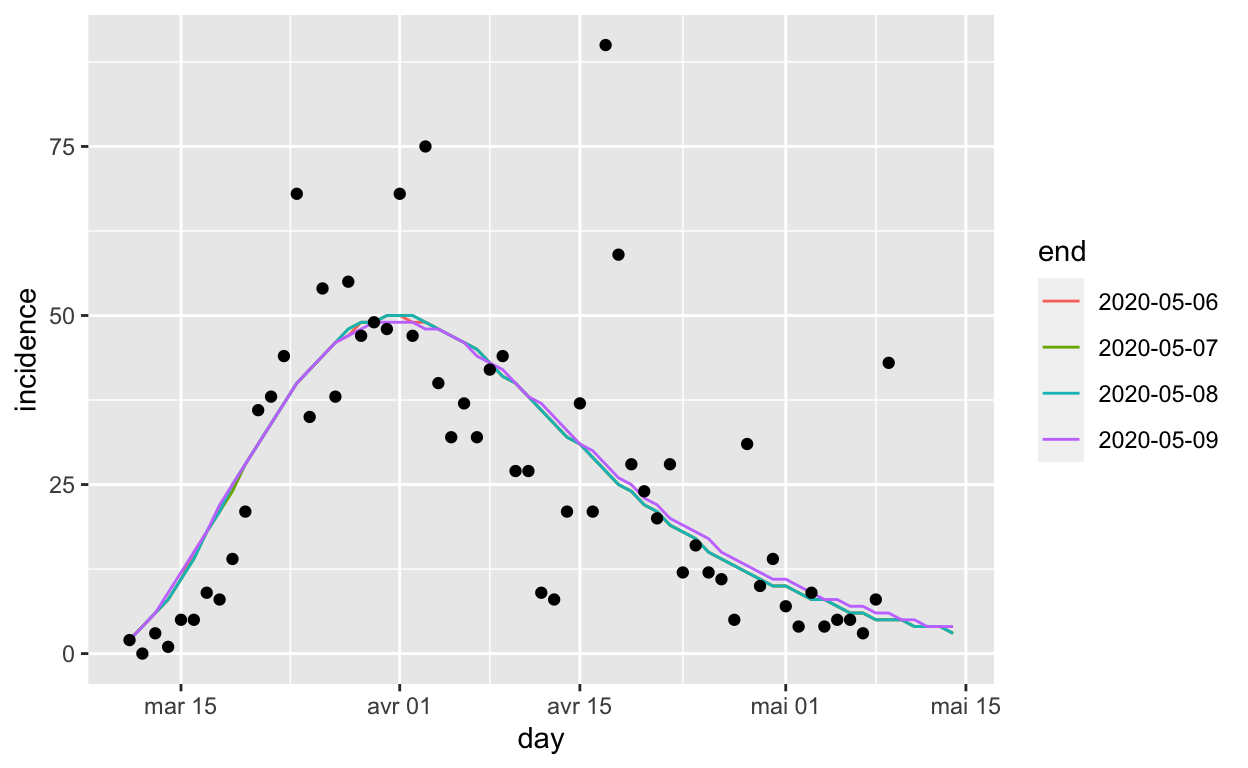 75
50
25
0
incidence
mar 15
avr 01
avr 15
mai 01
mai 15
day
end
2020-05-06
2020-05-07
2020-05-08
2020-05-09